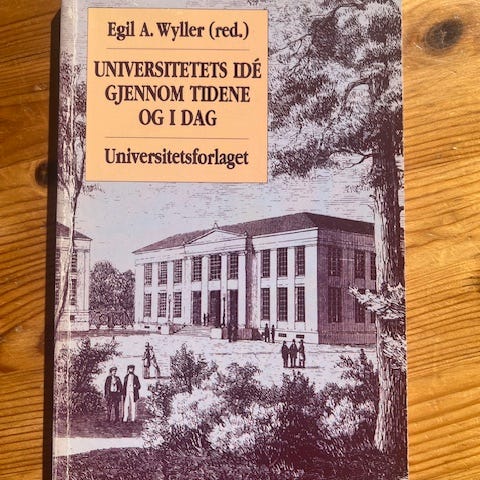 Egil A. Wyller (red.)
UNIVERSITETETS IDÉ
GJENNOM TIDENE
OG I DAG
Universitetsforlaget